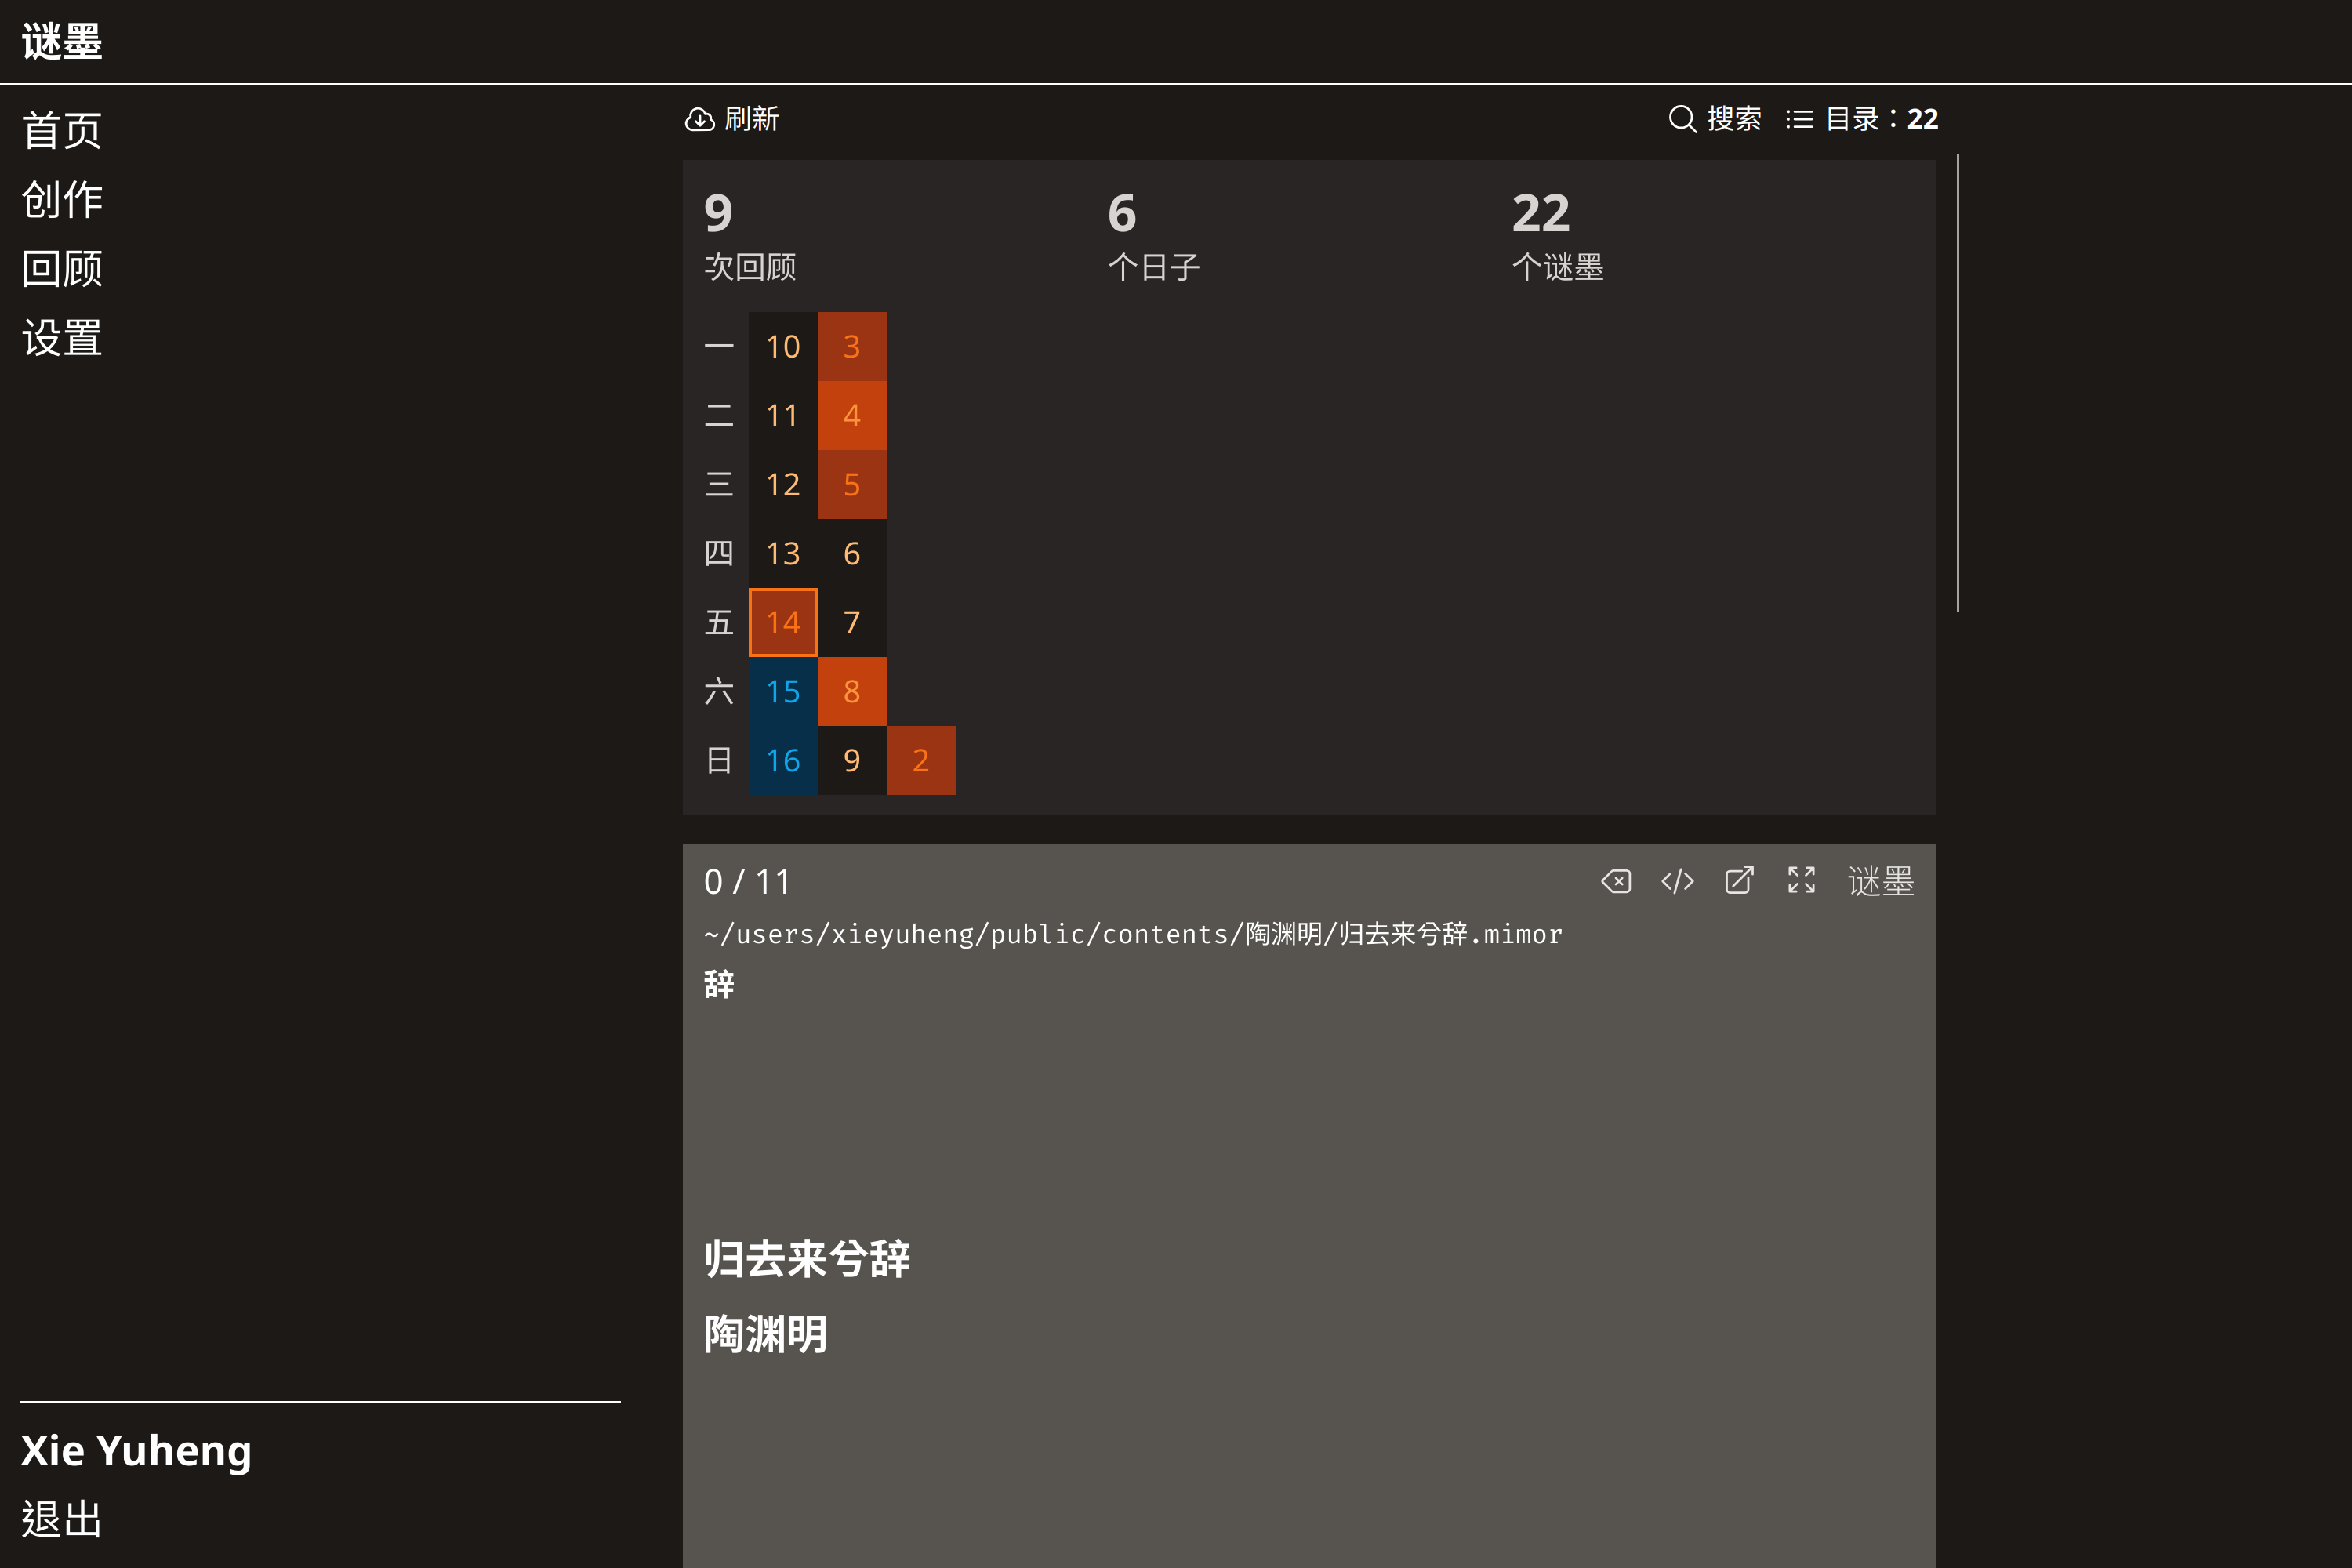 谜墨
首页
创作
回顾
设置
刷新
搜索 目录：22
9 6 22
次回顾 个日子 个谜墨
一 10 3
二 11 4
三 12 5
四 13 6
五 14 7
六 15 8
日 16 9 2
0 / 11 谜墨
~/users/xieyuheng/public/contents/陶渊明/归去来兮辞.mimor
辞
归去来兮辞
陶渊明
Xie Yuheng
退出